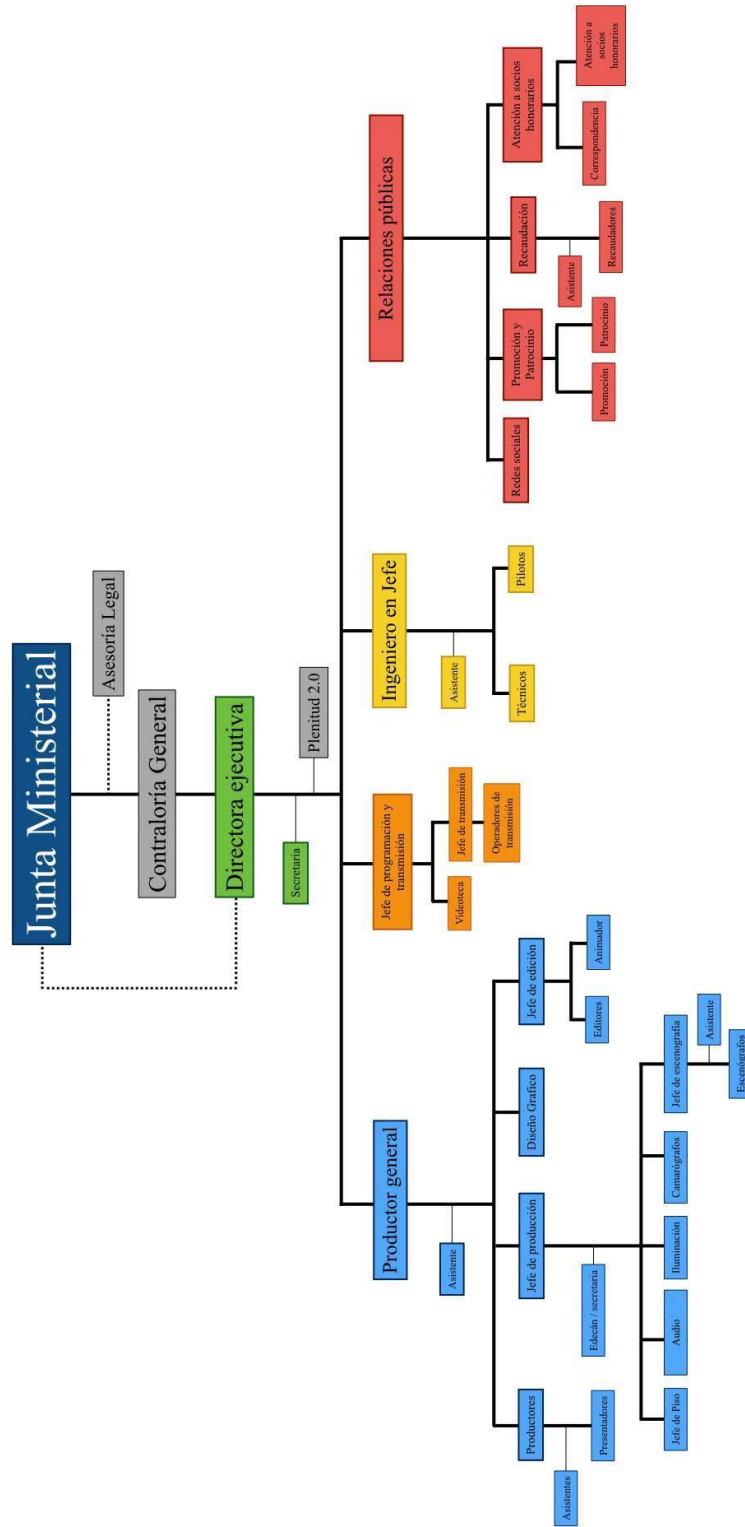 Junta Ministerial
Asesoría Legal
Contraloría General
Directora ejecutiva
Secretaria
Plenitud 2.0
Productor general
Jefe de programación y
transmisión
Ingeniero en Jefe
Relaciones públicas
Asistente
Productores
Jefe de producción
Diseño Grafico
Jefe de edición
Asistentes
Presentadores
Edecán / secretaria
Editores
Animador
Jefe de Piso
Audio
Iluminación
Camarógrafos
Jefe de escenografía
Asistente
Escenógrafos
Videoteca
Jefe de transmisión
Operadores de
transmisión
Asistente
Técnicos
Pilotos
Redes sociales
Promoción y
Patrocinio
Recaudación
Atención a socios
honorarios
Promoción
Patrocinio
Asistente
Recaudadores
Correspondencia
Atención a
socios
honorarios